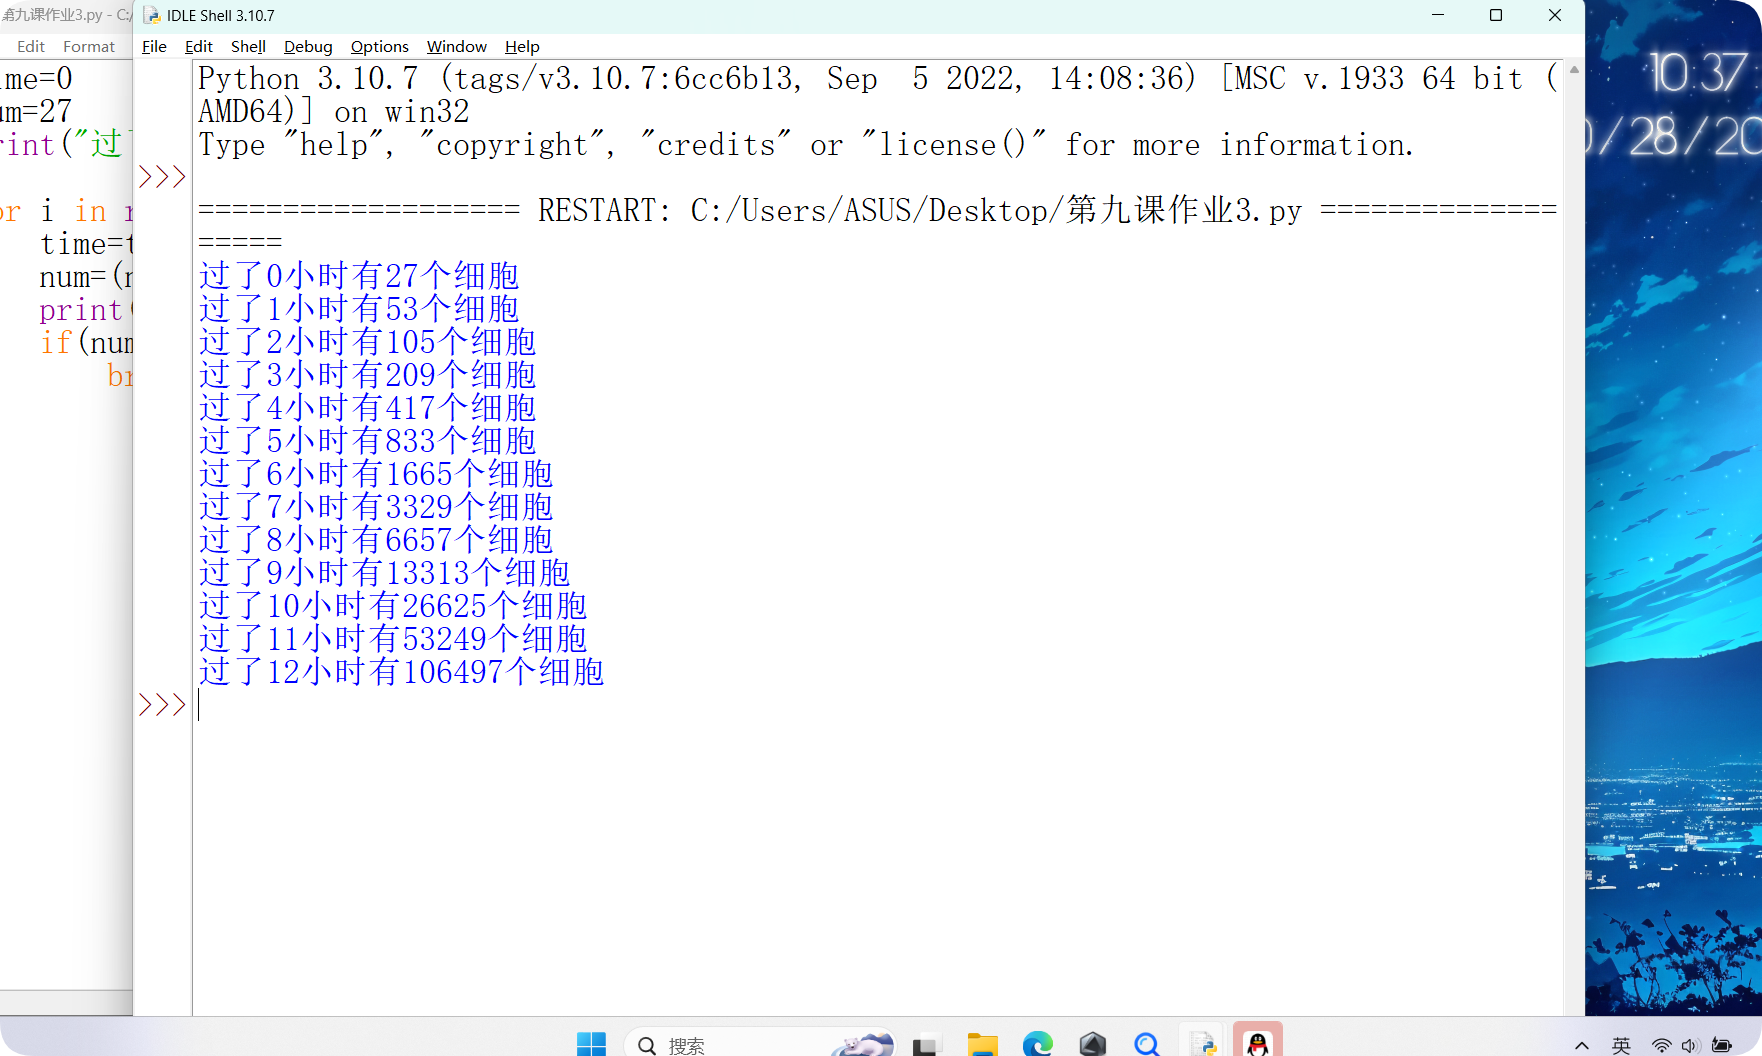 第九课作业3.py - C:/
Edit Format
me=0
um=27
rint("过
or i in r
time=t
num=(n
print(
if(num
br
IDLE Shell 3.10.7
File Edit Shell Debug Options Window Help
Python 3.10.7 (tags/v3.10.7:6cc6b13, Sep  5 2022, 14:08:36) [MSC v.1933 64 bit (
AMD64)] on win32
Type "help", "copyright", "credits" or "license()" for more information.
>>>
=================== RESTART: C:/Users/ASUS/Desktop/第九课作业3.py ==============
=====
过了0小时有27个细胞
过了1小时有53个细胞
过了2小时有105个细胞
过了3小时有209个细胞
过了4小时有417个细胞
过了5小时有833个细胞
过了6小时有1665个细胞
过了7小时有3329个细胞
过了8小时有6657个细胞
过了9小时有13313个细胞
过了10小时有26625个细胞
过了11小时有53249个细胞
过了12小时有106497个细胞
>>>
10:37
0/28/20
搜索
英